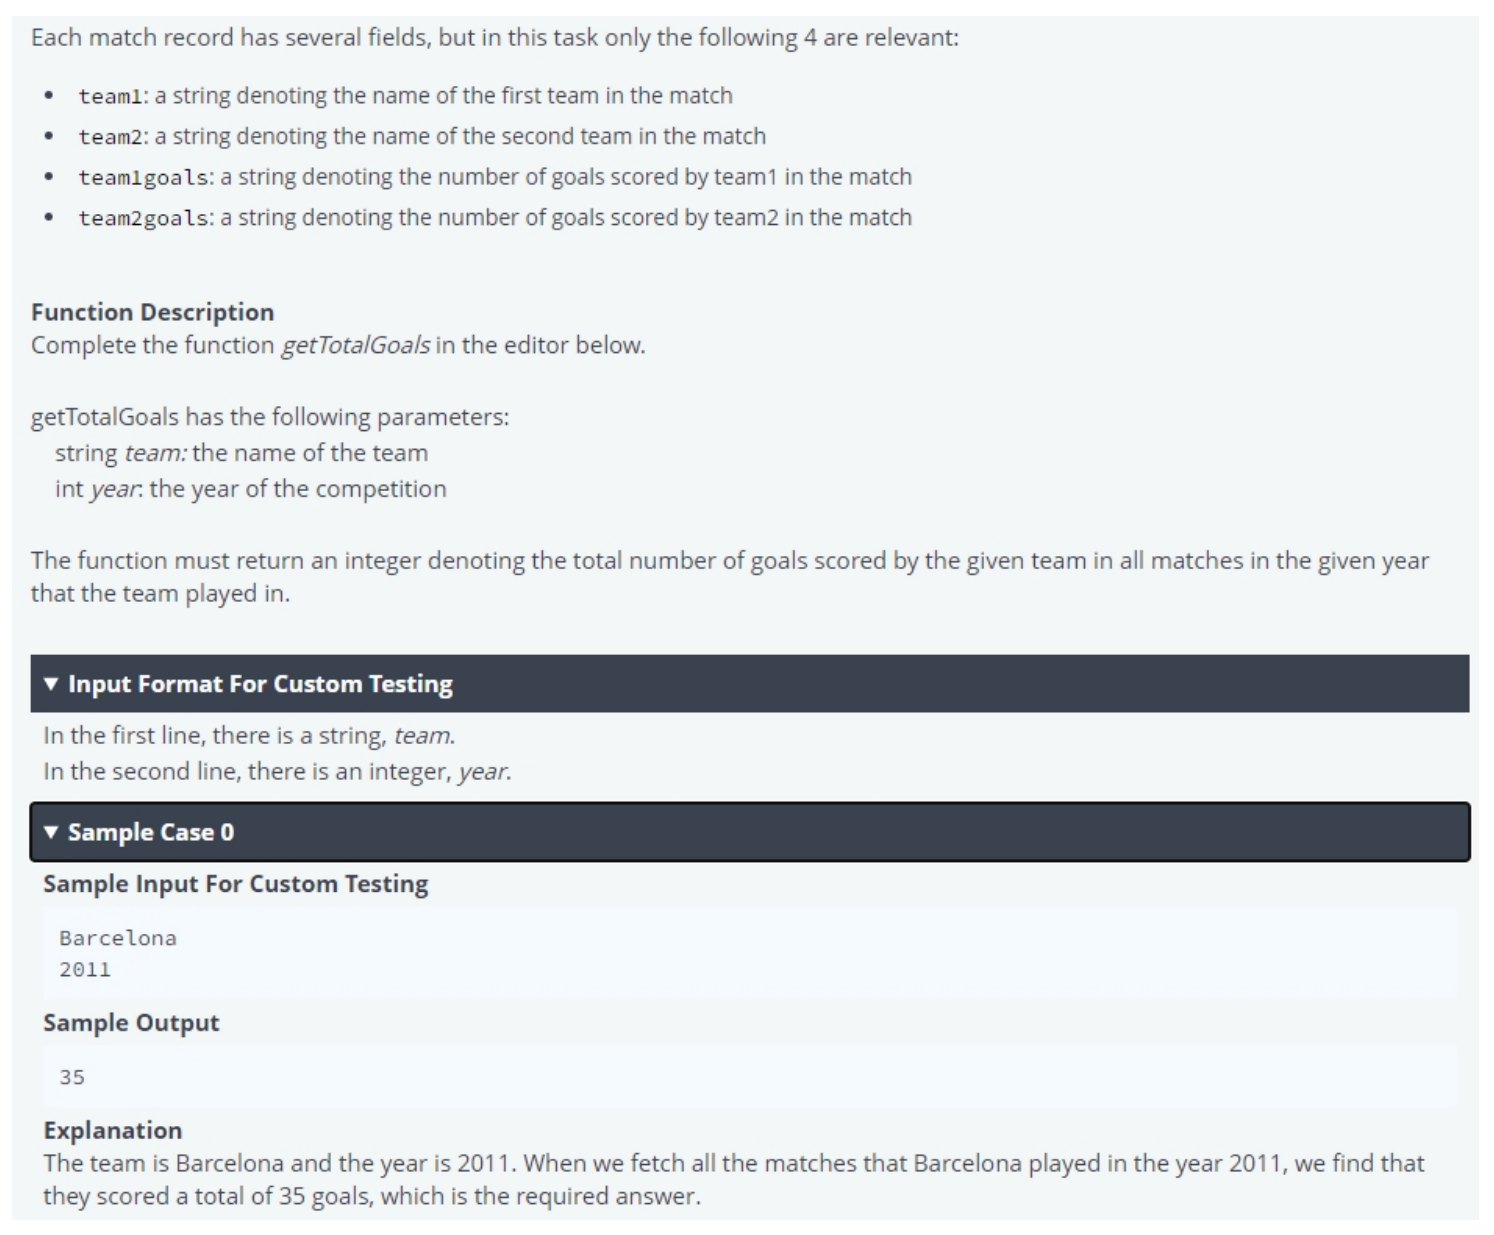 Each match record has several fields, but in this task only the following 4 are relevant:
• team1: a string denoting the name of the first team in the match
• team2: a string denoting the name of the second team in the match
• team1goals: a string denoting the number of goals scored by team1 in the match
• team2goals: a string denoting the number of goals scored by team2 in the match
Function Description
Complete the function getTotalGoals in the editor below.
getTotalGoals has the following parameters:
string team: the name of the team
int year: the year of the competition
The function must return an integer denoting the total number of goals scored by the given team in all matches in the given year
that the team played in.
▼ Input Format For Custom Testing
In the first line, there is a string, team.
In the second line, there is an integer, year.
▼ Sample Case 0
Sample Input For Custom Testing
Barcelona
2011
Sample Output
35
Explanation
The team is Barcelona and the year is 2011. When we fetch all the matches that Barcelona played in the year 2011, we find that
they scored a total of 35 goals, which is the required answer.